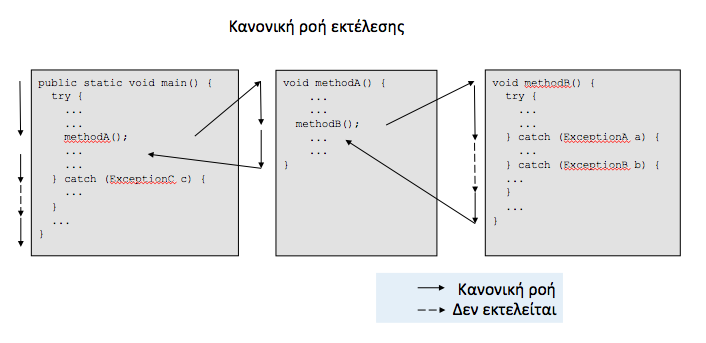 Κανονική ροή εκτέλεσης
public static void main() {
try {
...
...
methodA();
...
...
} catch (ExceptionC c) {
...
}
...
}
void methodA() {
...
...
methodB();
...
...
}
void methodB() {
try {
...
...
} catch (ExceptionA a) {
...
} catch (ExceptionB b) {
...
}
...
}
Κανονική ροή
Δεν εκτελείται